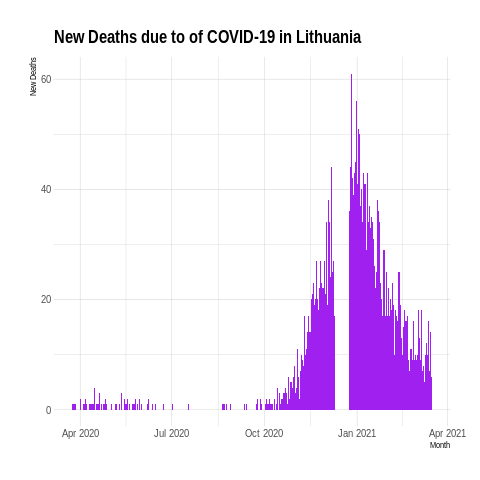 New Deaths due to of COVID-19 in Lithuania
New Deaths
60
40
20
0
Apr 2020 Jul 2020 Oct 2020 Jan 2021 Apr 2021
Month